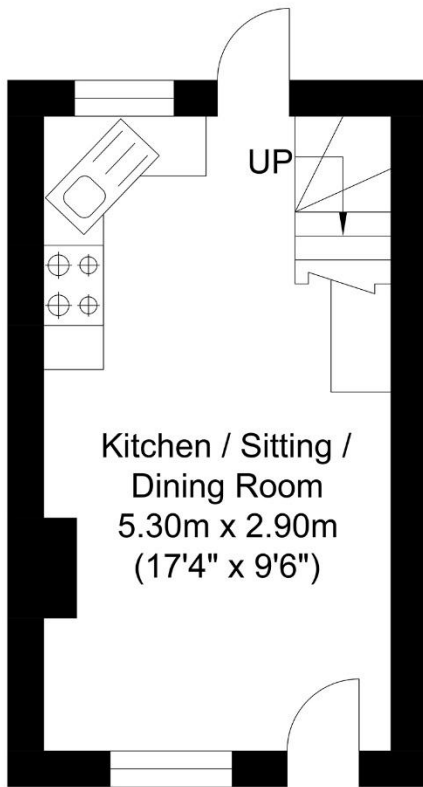 UP
Kitchen / Sitting /
Dining Room
5.30m x 2.90m
(17'4" x 9'6")